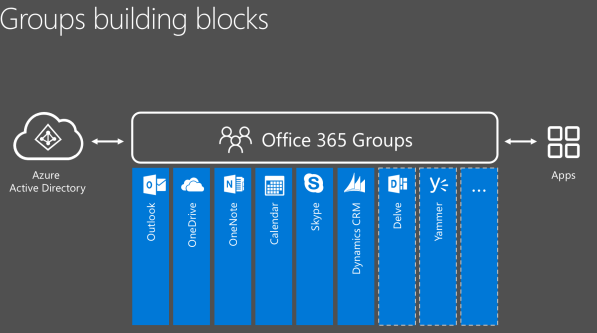 Groups building blocks
Office 365 Groups
Azure
Active Directory
Apps
Outlook
OneDrive
OneNote
Calendar
Skype
Dynamics CRM
Delve
Yammer
...